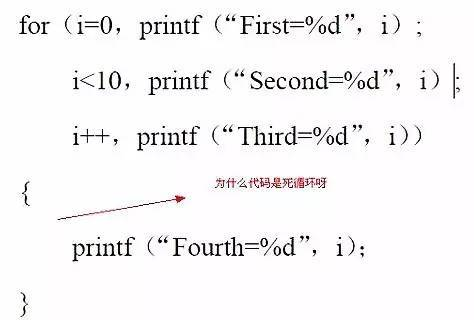 for（i=0，printf（“First=%d”，i）；
i<10，printf（“Second=%d”，i）；
i++，printf（“Third=%d”，i））
{
为什么代码是死循环呀
printf（“Fourth=%d”，i）；
}